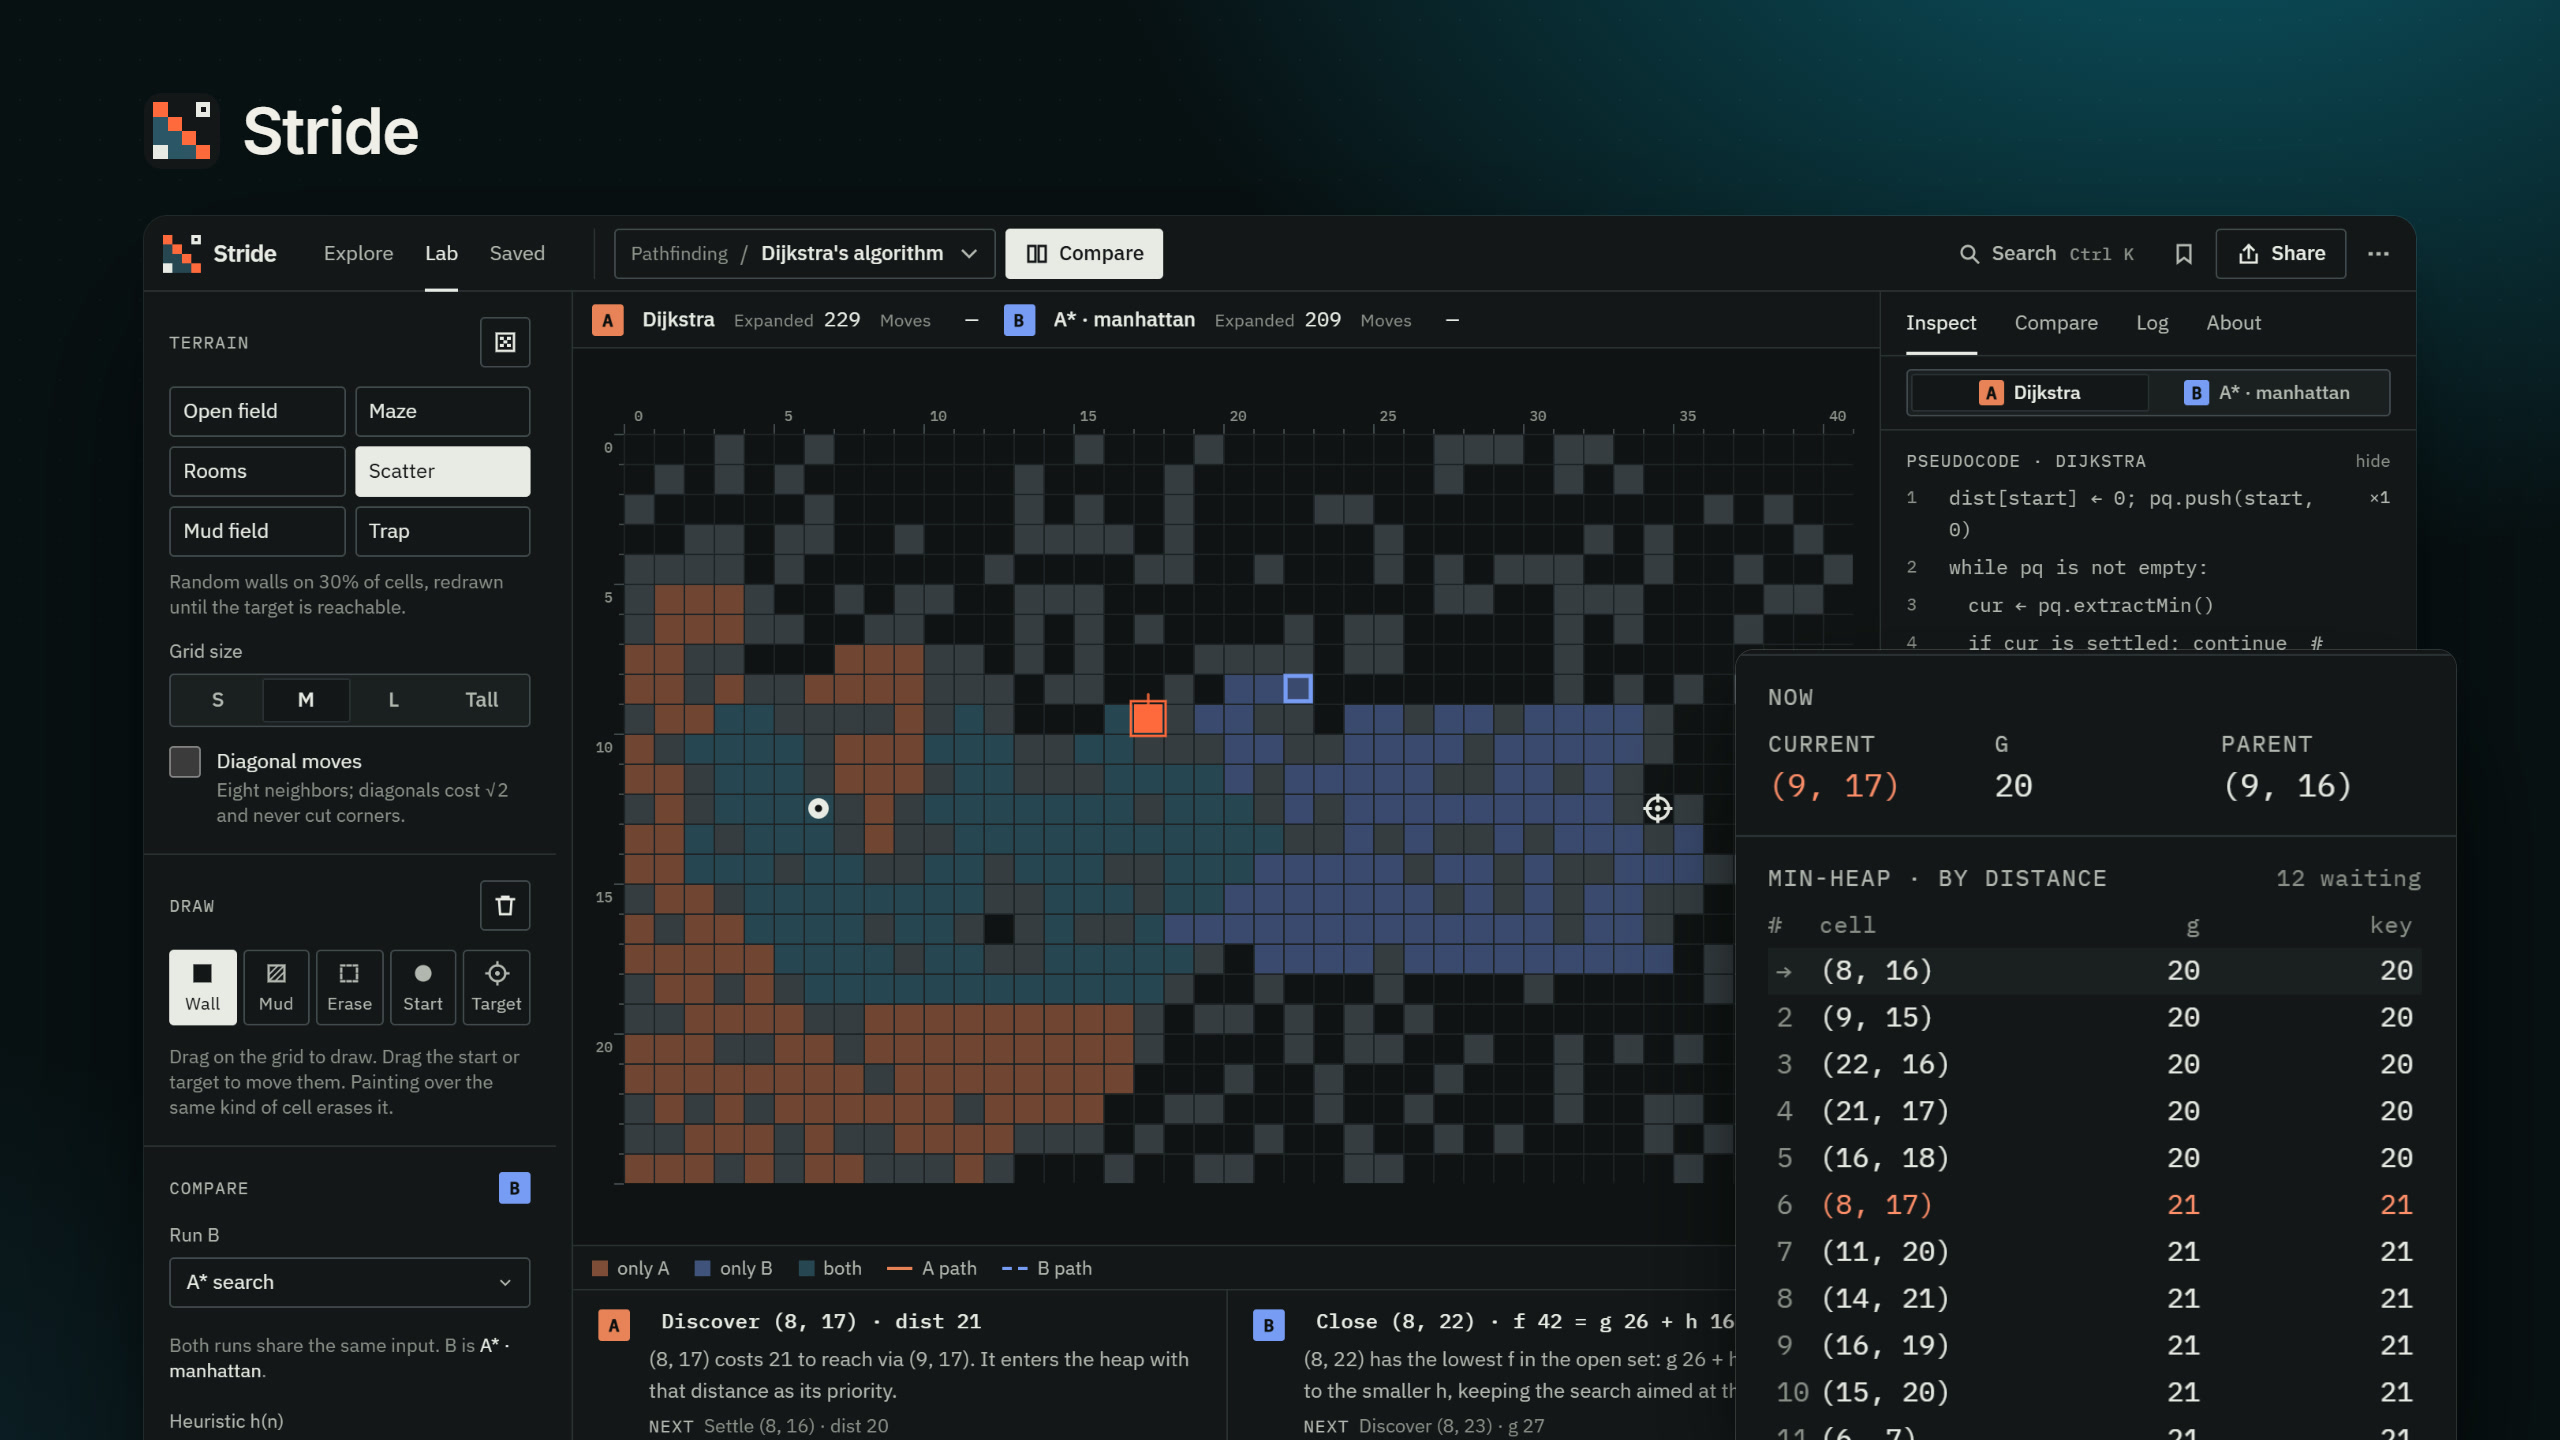 Stride
Stride
Explore
Lab
Saved
Pathfinding / Dijkstra's algorithm
Compare
Search Ctrl K
Share
TERRAIN
Open field
Maze
Rooms
Scatter
Mud field
Trap
Random walls on 30% of cells, redrawn
until the target is reachable.
Grid size
S M L Tall
Diagonal moves
Eight neighbors; diagonals cost √2
and never cut corners.
DRAW
Wall Mud Erase Start Target
Drag on the grid to draw. Drag the start or
target to move them. Painting over the
same kind of cell erases it.
COMPARE B
Run B
A* search
Both runs share the same input. B is A* ·
manhattan.
Heuristic h(n)
A Dijkstra Expanded 229 Moves —
B A* · manhattan Expanded 209 Moves —
0 5 10 15 20 25 30 35 40
0
5
10
15
20
only A only B both A path B path
A Discover (8, 17) · dist 21
(8, 17) costs 21 to reach via (9, 17). It enters the heap with
that distance as its priority.
NEXT Settle (8, 16) · dist 20
B Close (8, 22) · f 42 = g 26 + h 16
(8, 22) has the lowest f in the open set: g 26 +
to the smaller h, keeping the search aimed at
NEXT Discover (8, 23) · g 27
Inspect Compare Log About
A Dijkstra
B A* · manhattan
PSEUDOCODE · DIJKSTRA hide
1 dist[start] ← 0; pq.push(start, ×1
0)
2 while pq is not empty:
3 cur ← pq.extractMin()
4 if cur is settled: continue #
NOW
CURRENT G PARENT
(9, 17) 20 (9, 16)
MIN-HEAP · BY DISTANCE 12 waiting
# cell g key
→ (8, 16) 20 20
2 (9, 15) 20 20
3 (22, 16) 20 20
4 (21, 17) 20 20
5 (16, 18) 20 20
6 (8, 17) 21 21
7 (11, 20) 21 21
8 (14, 21) 21 21
9 (16, 19) 21 21
10 (15, 20) 21 21
11 (6, 7) 21 21